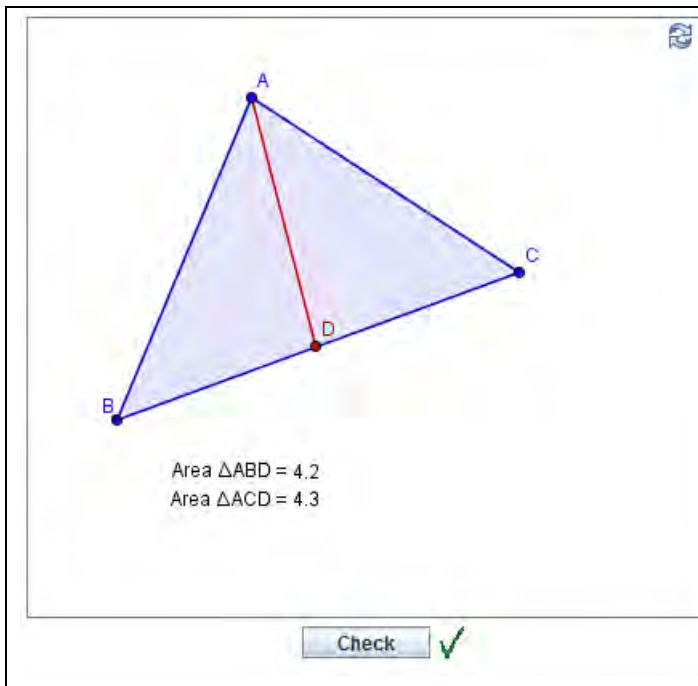 A
C
D
B
Area ΔABD = 4.2
Area ΔACD = 4.3
Check